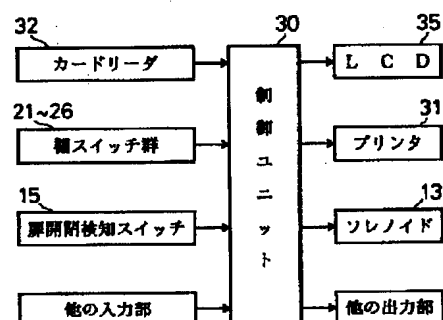 32
カードリーダ
21~26
棚スイッチ群
15
扉開閉検知スイッチ
他の入力部
30
制御ユニット
35
LCD
31
プリンタ
13
ソレノイド
他の出力部